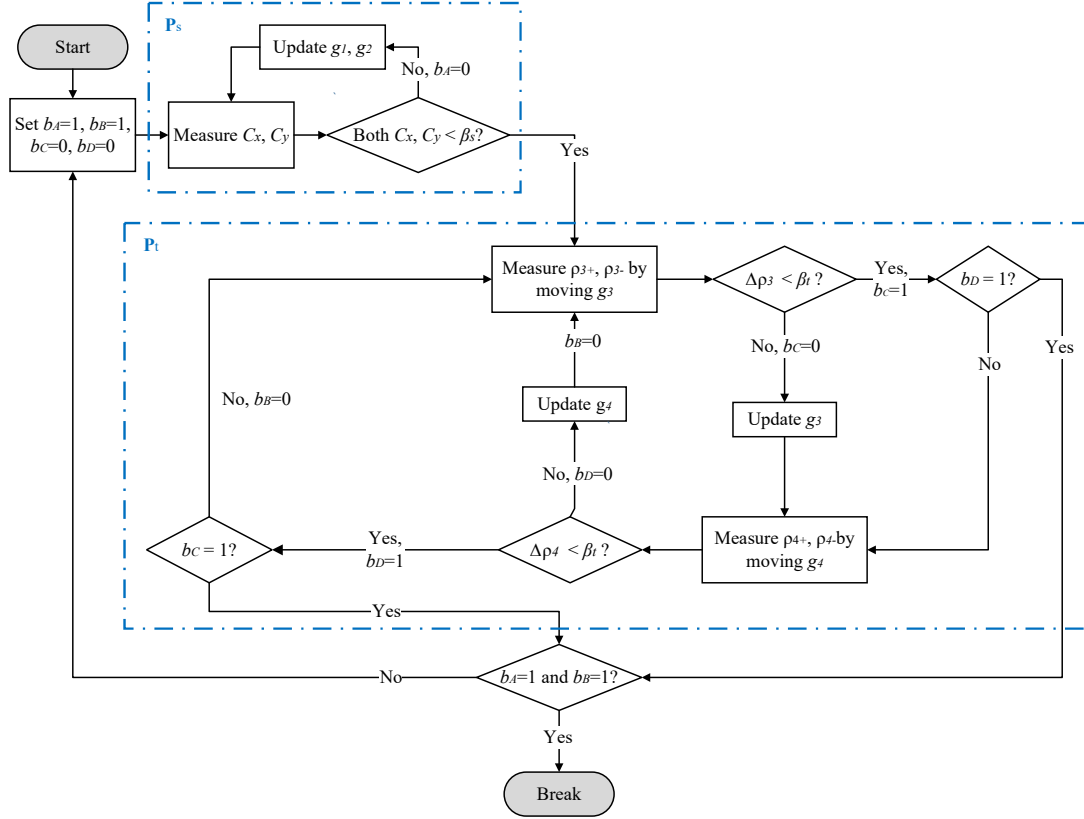 Ps
Start
Update g1, g2
No, bA=0
Set bA=1, bB=1,
bC=0, bD=0
Measure Cx, Cy
Both Cx, Cy < βs?
Yes
Pt
Measure ρ3+, ρ3- by
moving g3
Δρ3 < βt ?
Yes,
bC=1
bD = 1?
bB=0
No, bC=0
No
Yes
No, bB=0
Update g4
Update g3
No, bD=0
bC = 1?
Yes,
bD=1
Δρ4 < βt ?
Measure ρ4+, ρ4-by
moving g4
Yes
No
bA=1 and bB=1?
Yes
Break